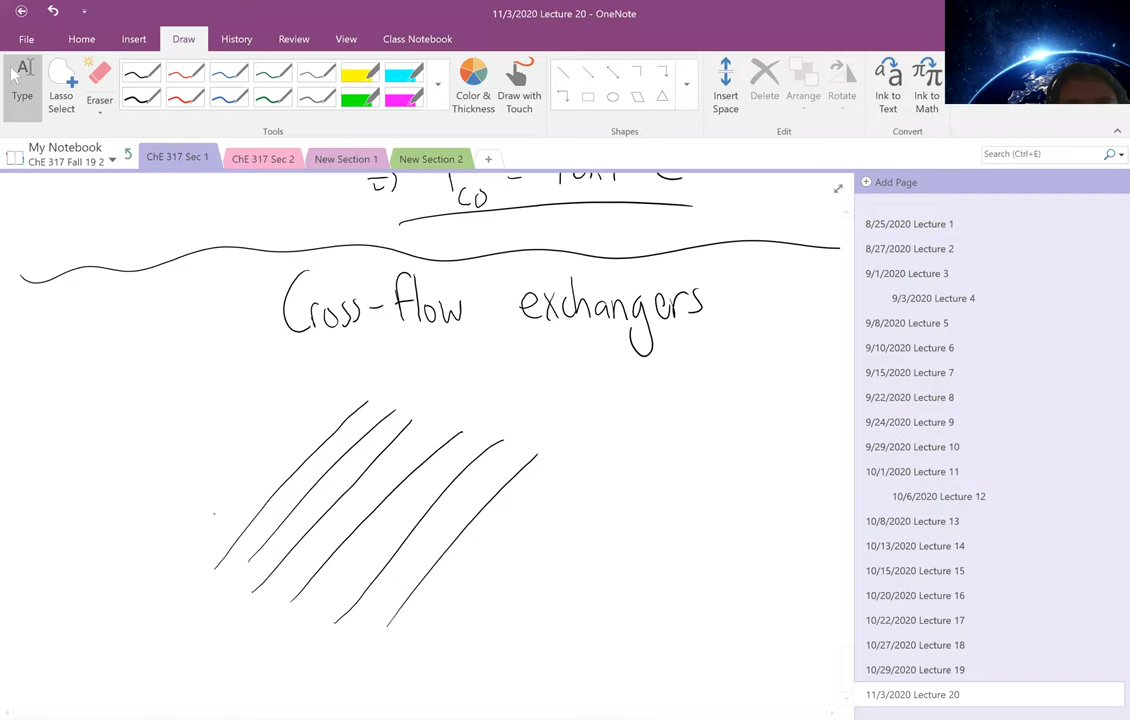 11/3/2020 Lecture 20 - OneNote
File Home Insert Draw History Review View Class Notebook
Type
Lasso Select
Eraser
Color & Thickness
Draw with Touch
Insert Space
Delete
Arrange
Rotate
Ink to Text
Ink to Math
Tools
Shapes
Edit
Convert
My Notebook
ChE 317 Fall 19 2
ChE 317 Sec 1
ChE 317 Sec 2
New Section 1
New Section 2
Search (Ctrl+E)
Add Page
CO
Cross-flow exchangers
8/25/2020 Lecture 1
8/27/2020 Lecture 2
9/1/2020 Lecture 3
9/3/2020 Lecture 4
9/8/2020 Lecture 5
9/10/2020 Lecture 6
9/15/2020 Lecture 7
9/22/2020 Lecture 8
9/24/2020 Lecture 9
9/29/2020 Lecture 10
10/1/2020 Lecture 11
10/6/2020 Lecture 12
10/8/2020 Lecture 13
10/13/2020 Lecture 14
10/15/2020 Lecture 15
10/20/2020 Lecture 16
10/22/2020 Lecture 17
10/27/2020 Lecture 18
10/29/2020 Lecture 19
11/3/2020 Lecture 20